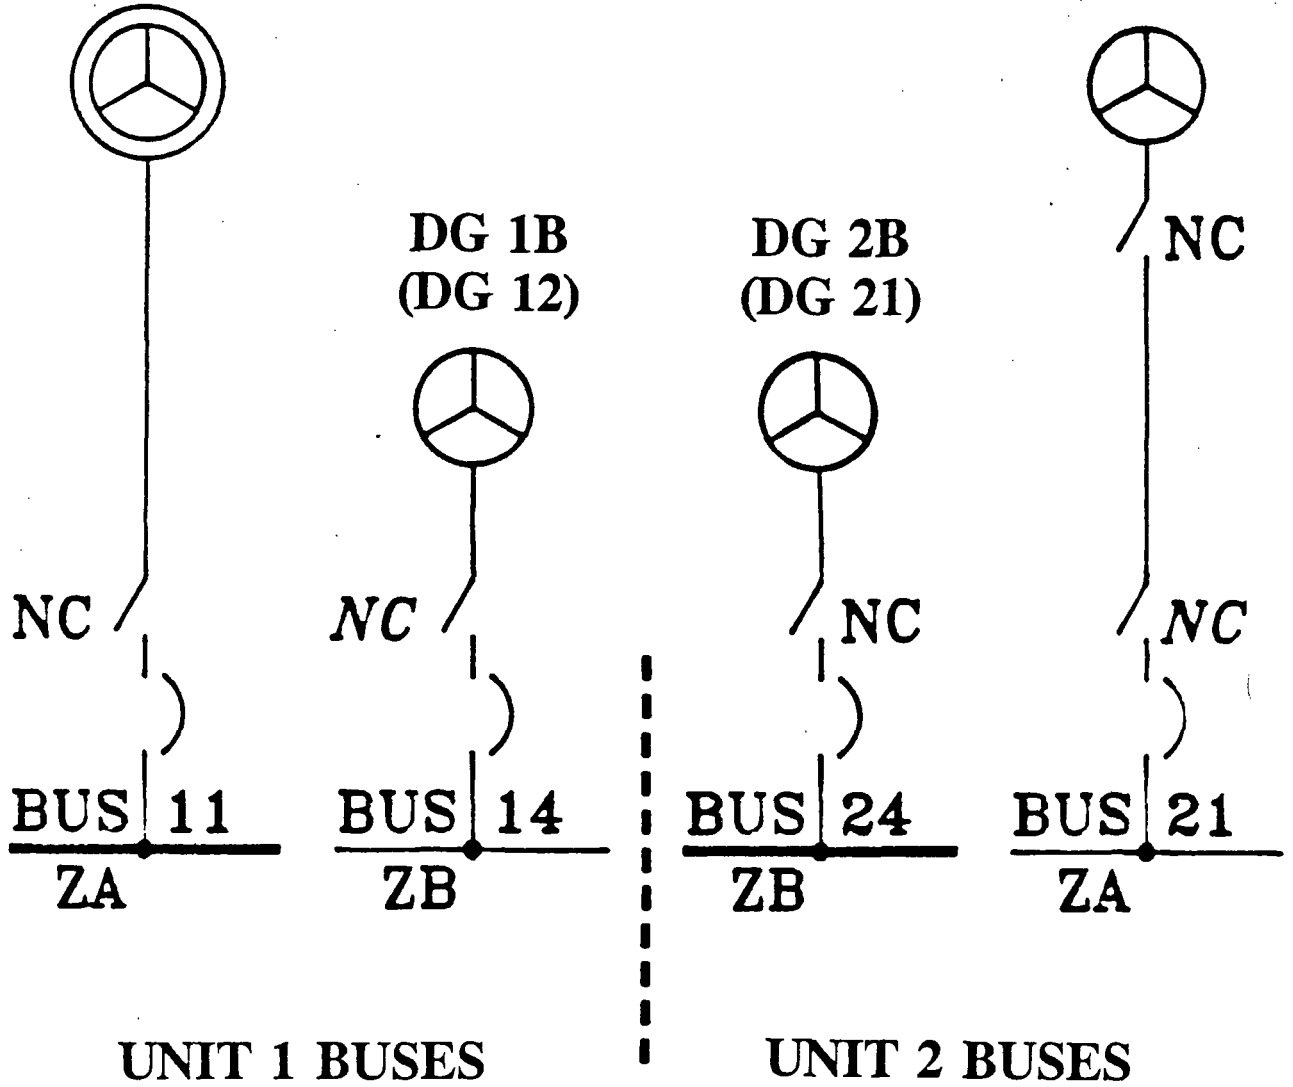 DG 1B
(DG 12)
DG 2B
(DG 21)
NC
NC
NC
NC
NC
BUS 11
ZA
BUS 14
ZB
BUS 24
ZB
BUS 21
ZA
UNIT 1 BUSES
UNIT 2 BUSES